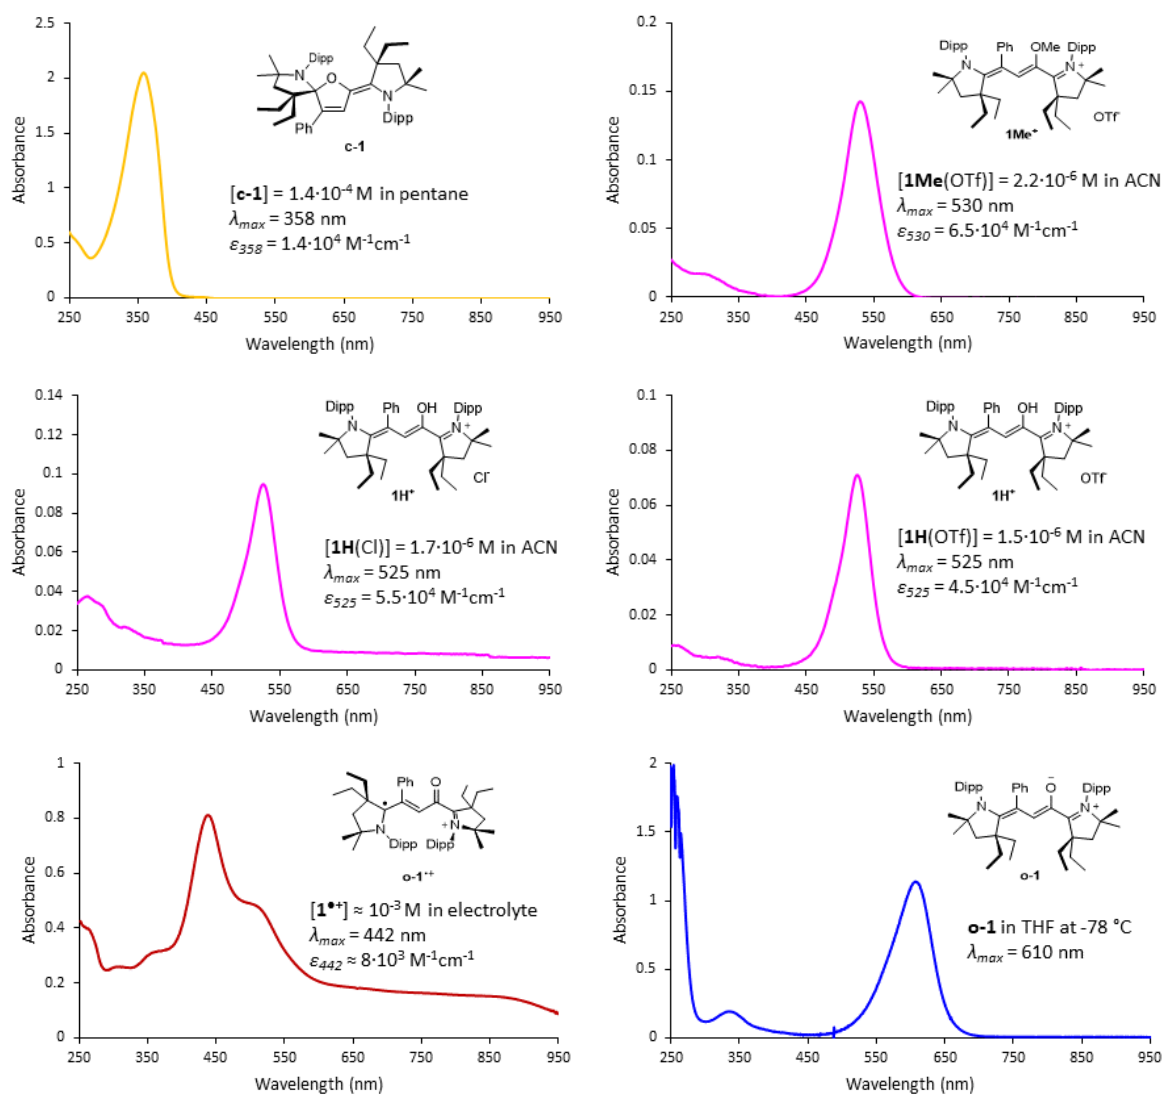 2.5
2
1.5
1
0.5
0
Absorbance
250 350 450 550 650 750 850 950
Wavelength (nm)
Dipp
N
O
N
Ph
Dipp
c-1
[c-1] = 1.4·10⁻⁴ M in pentane
λmax = 358 nm
ε358 = 1.4·10⁴ M⁻¹cm⁻¹
0.2
0.15
0.1
0.05
0
Absorbance
250 350 450 550 650 750 850 950
Wavelength (nm)
Dipp Ph OMe Dipp
N N⁺
OTf⁻
1Me⁺
[1Me(OTf)] = 2.2·10⁻⁶ M in ACN
λmax = 530 nm
ε530 = 6.5·10⁴ M⁻¹cm⁻¹
0.14
0.12
0.1
0.08
0.06
0.04
0.02
0
Absorbance
250 350 450 550 650 750 850 950
Wavelength (nm)
Dipp Ph OH Dipp
N N⁺
Cl⁻
1H⁺
[1H(Cl)] = 1.7·10⁻⁶ M in ACN
λmax = 525 nm
ε525 = 5.5·10⁴ M⁻¹cm⁻¹
0.1
0.08
0.06
0.04
0.02
0
Absorbance
250 350 450 550 650 750 850 950
Wavelength (nm)
Dipp Ph OH Dipp
N N⁺
OTf⁻
1H⁺
[1H(OTf)] = 1.5·10⁻⁶ M in ACN
λmax = 525 nm
ε525 = 4.5·10⁴ M⁻¹cm⁻¹
1
0.8
0.6
0.4
0.2
0
Absorbance
250 350 450 550 650 750 850 950
Wavelength (nm)
Ph O
N N⁺
Dipp Dipp
o-1•⁺
[1•⁺] ≈ 10⁻³ M in electrolyte
λmax = 442 nm
ε442 ≈ 8·10³ M⁻¹cm⁻¹
2
1.5
1
0.5
0
Absorbance
250 350 450 550 650 750 850 950
Wavelength (nm)
Dipp Ph O⁻ Dipp
N N⁺
o-1
o-1 in THF at -78 °C
λmax = 610 nm